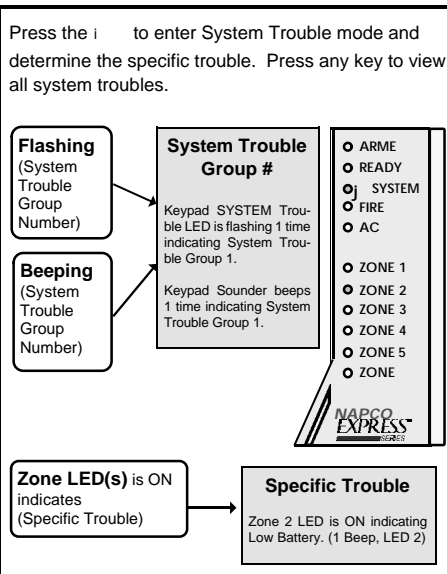 Press the i to enter System Trouble mode and
determine the specific trouble. Press any key to view
all system troubles.
Flashing
(System
Trouble
Group
Number)
Beeping
(System
Trouble
Group
Number)
System Trouble
Group #
Keypad SYSTEM Trou-
ble LED is flashing 1 time
indicating System Trou-
ble Group 1.
Keypad Sounder beeps
1 time indicating System
Trouble Group 1.
ARME
READY
j SYSTEM
FIRE
AC
ZONE 1
ZONE 2
ZONE 3
ZONE 4
ZONE 5
ZONE
NAPCO
EXPRESS
SERIES
Zone LED(s) is ON
indicates
(Specific Trouble)
Specific Trouble
Zone 2 LED is ON indicating
Low Battery. (1 Beep, LED 2)